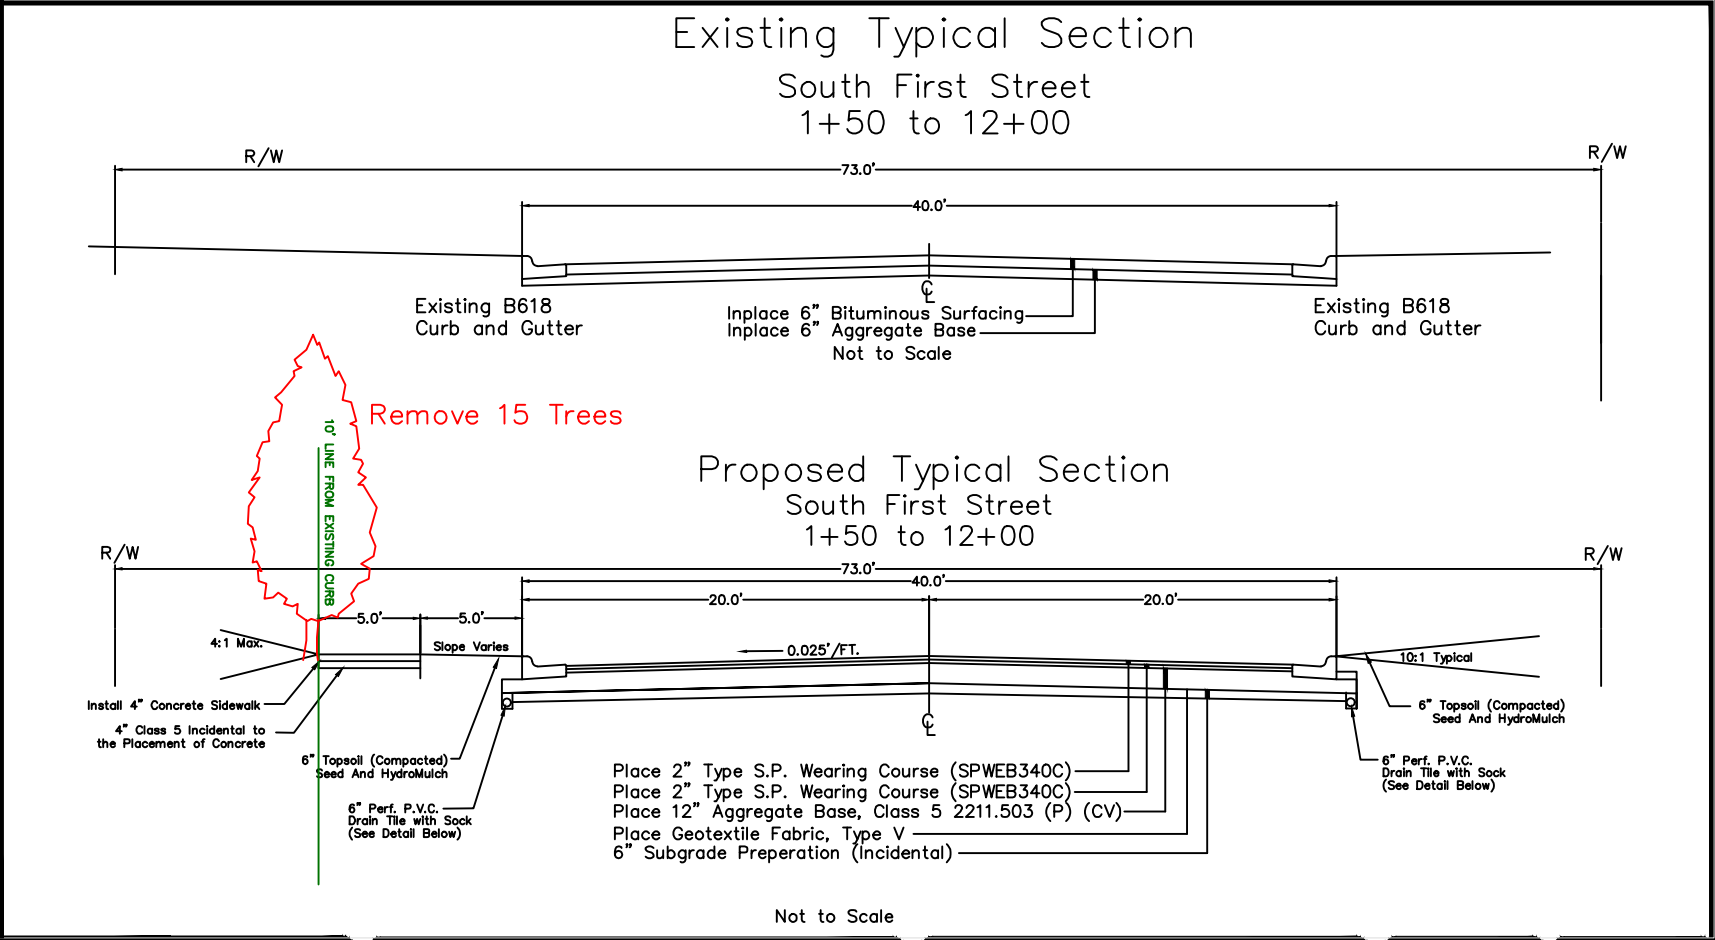 Existing Typical Section
South First Street
1+50 to 12+00
R/W
R/W
73.0'
40.0'
℄
Existing B618
Curb and Gutter
Inplace 6" Bituminous Surfacing
Inplace 6" Aggregate Base
Not to Scale
Existing B618
Curb and Gutter
Remove 15 Trees
10' LINE FROM EXISTING CURB
Proposed Typical Section
South First Street
1+50 to 12+00
R/W
R/W
73.0'
40.0'
20.0'
20.0'
5.0'
5.0'
4:1 Max.
Slope Varies
0.025'/FT.
10:1 Typical
Install 4" Concrete Sidewalk
4" Class 5 Incidental to
the Placement of Concrete
6" Topsoil (Compacted)
Seed And HydroMulch
6" Perf. P.V.C.
Drain Tile with Sock
(See Detail Below)
℄
Place 2" Type S.P. Wearing Course (SPWEB340C)
Place 2" Type S.P. Wearing Course (SPWEB340C)
Place 12" Aggregate Base, Class 5 2211.503 (P) (CV)
Place Geotextile Fabric, Type V
6" Subgrade Preperation (Incidental)
6" Topsoil (Compacted)
Seed And HydroMulch
6" Perf. P.V.C.
Drain Tile with Sock
(See Detail Below)
Not to Scale